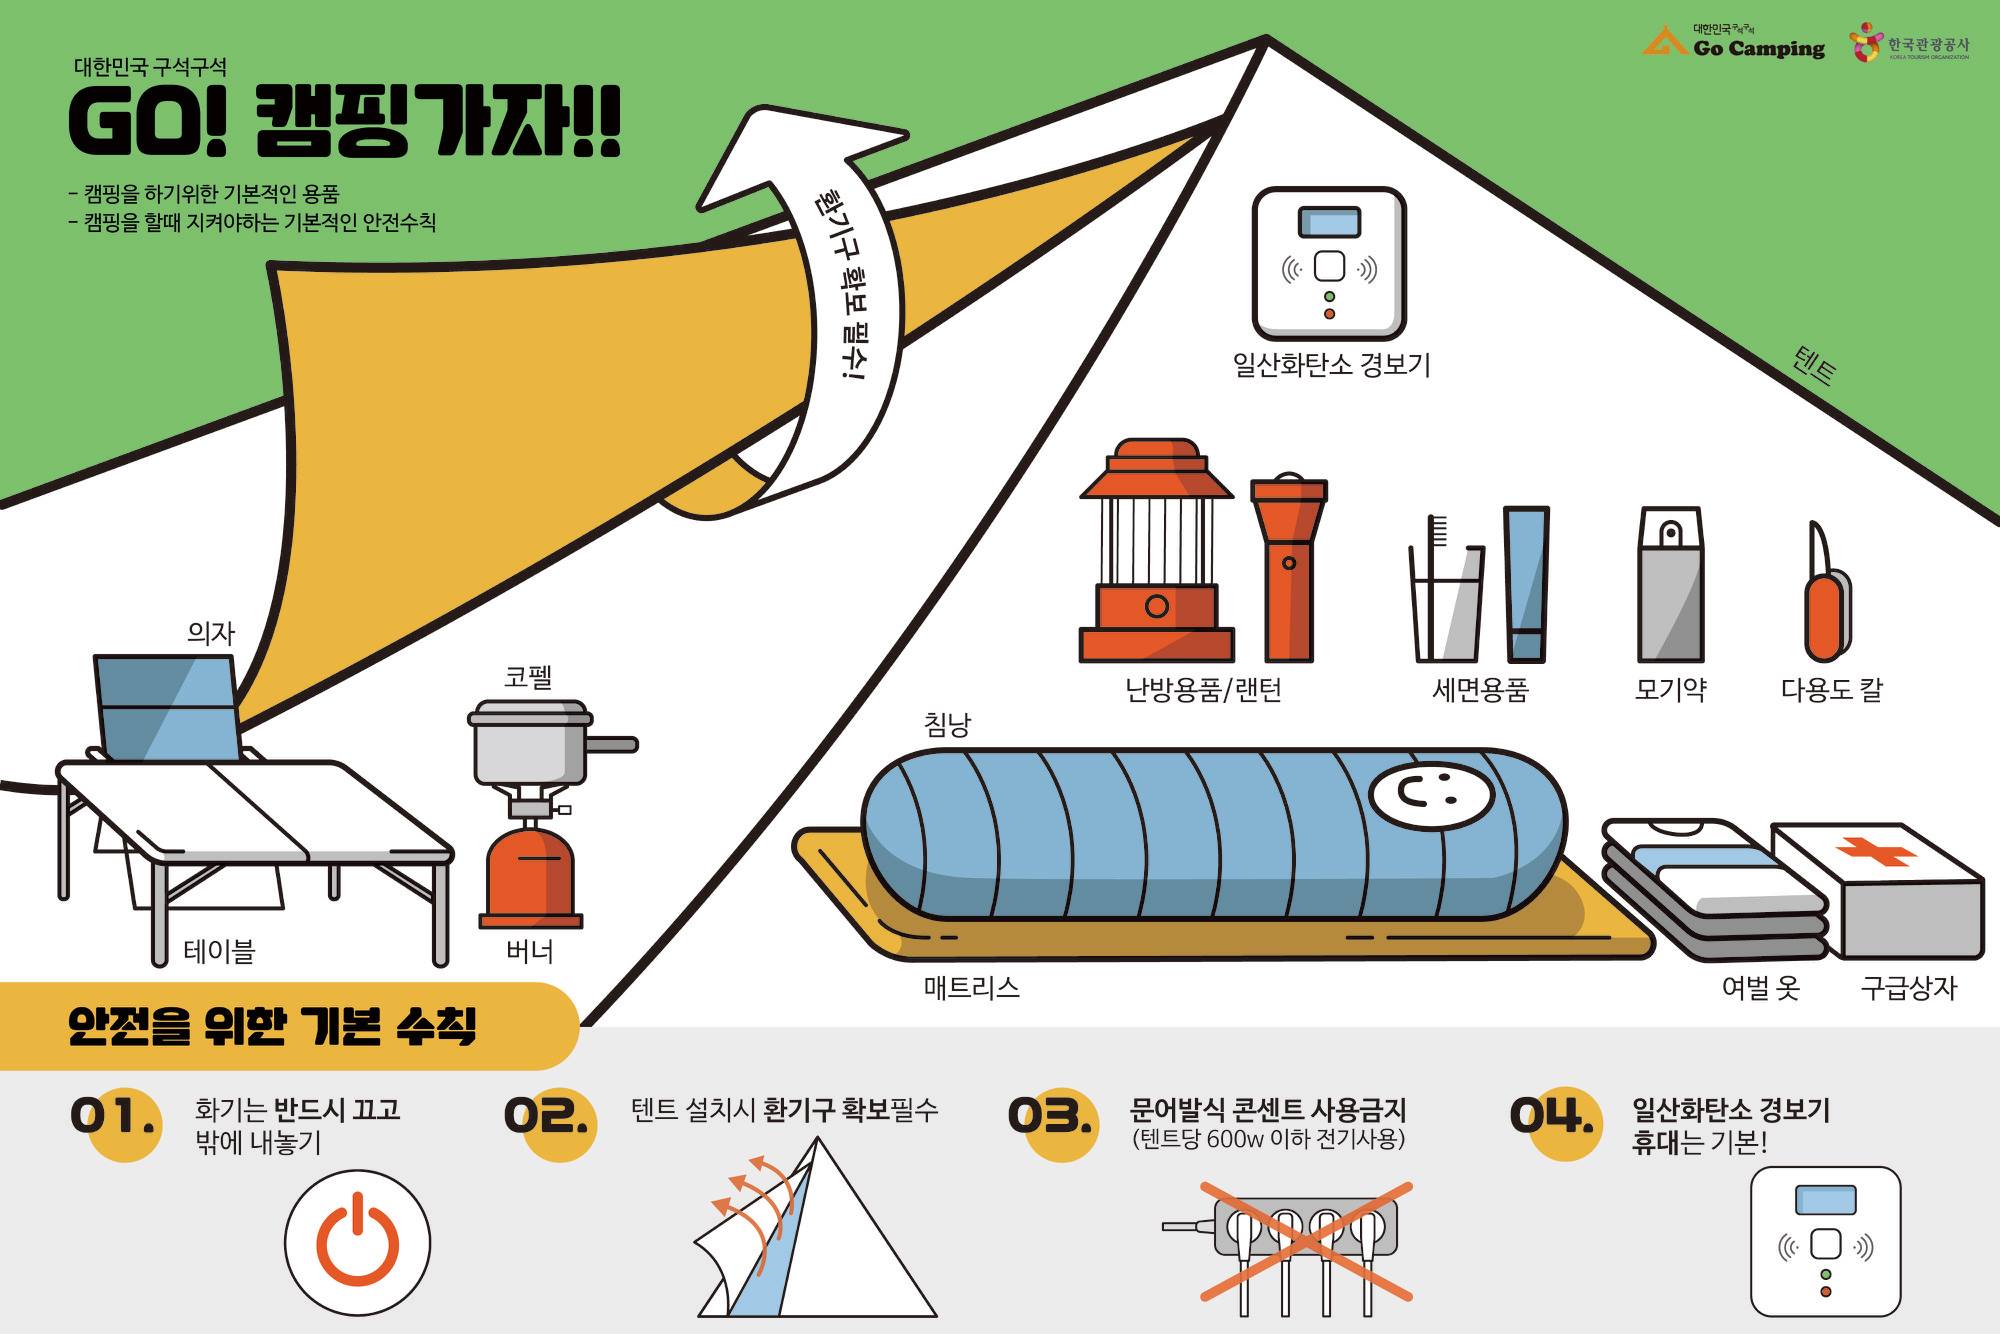 대한민국 구석구석
GO! 캠핑가자!!
- 캠핑을 하기위한 기본적인 용품
- 캠핑을 할때 지켜야하는 기본적인 안전수칙
대한민국 구석구석
Go Camping
한국관광공사
KOREA TOURISM ORGANIZATION
환기구 확보 필수!
일산화탄소 경보기
텐트
의자
코펠
난방용품/랜턴
세면용품
모기약
다용도 칼
침낭
테이블
버너
매트리스
여벌 옷
구급상자
안전을 위한 기본 수칙
01.
화기는 반드시 끄고
밖에 내놓기
02.
텐트 설치시 환기구 확보필수
03.
문어발식 콘센트 사용금지
(텐트당 600w 이하 전기사용)
04.
일산화탄소 경보기
휴대는 기본!